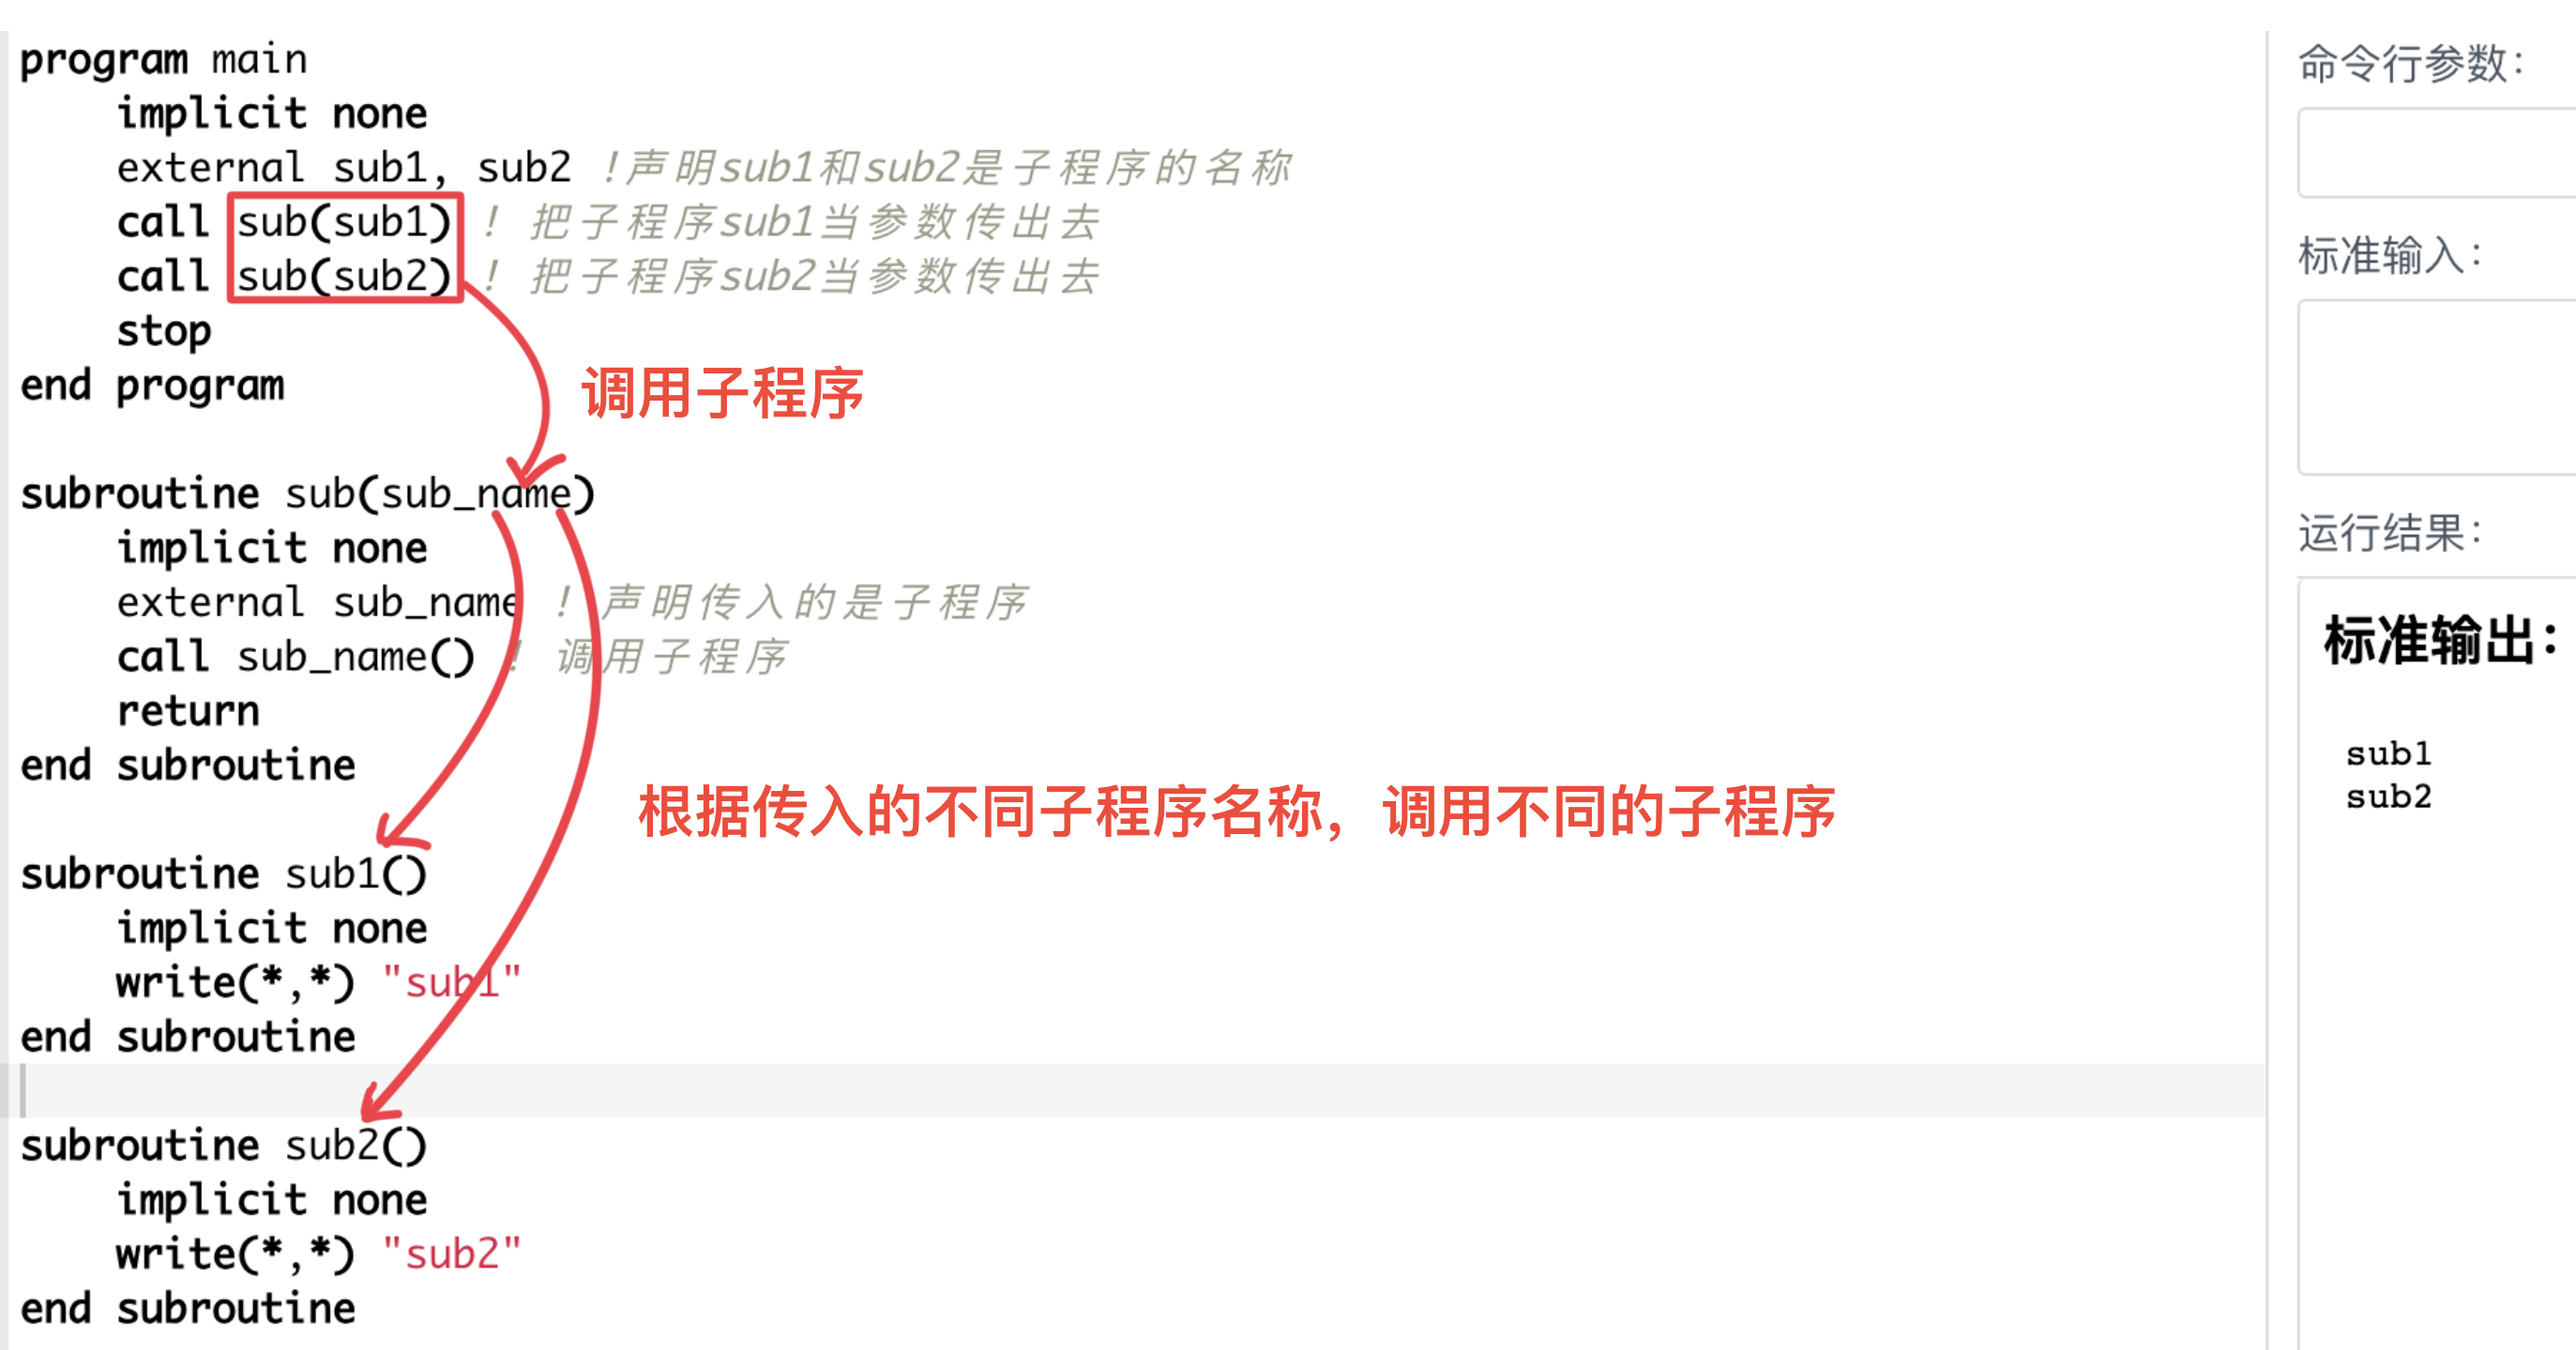 program main
implicit none
external sub1, sub2 !声明sub1和sub2是子程序的名称
call sub(sub1) ! 把子程序sub1当参数传出去
call sub(sub2) ! 把子程序sub2当参数传出去
stop
end program
调用子程序
subroutine sub(sub_name)
implicit none
external sub_name ! 声明传入的是子程序
call sub_name() ! 调用子程序
return
end subroutine
根据传入的不同子程序名称，调用不同的子程序
subroutine sub1()
implicit none
write(*,*) "sub1"
end subroutine
subroutine sub2()
implicit none
write(*,*) "sub2"
end subroutine
命令行参数：
标准输入：
运行结果：
标准输出：
sub1
sub2